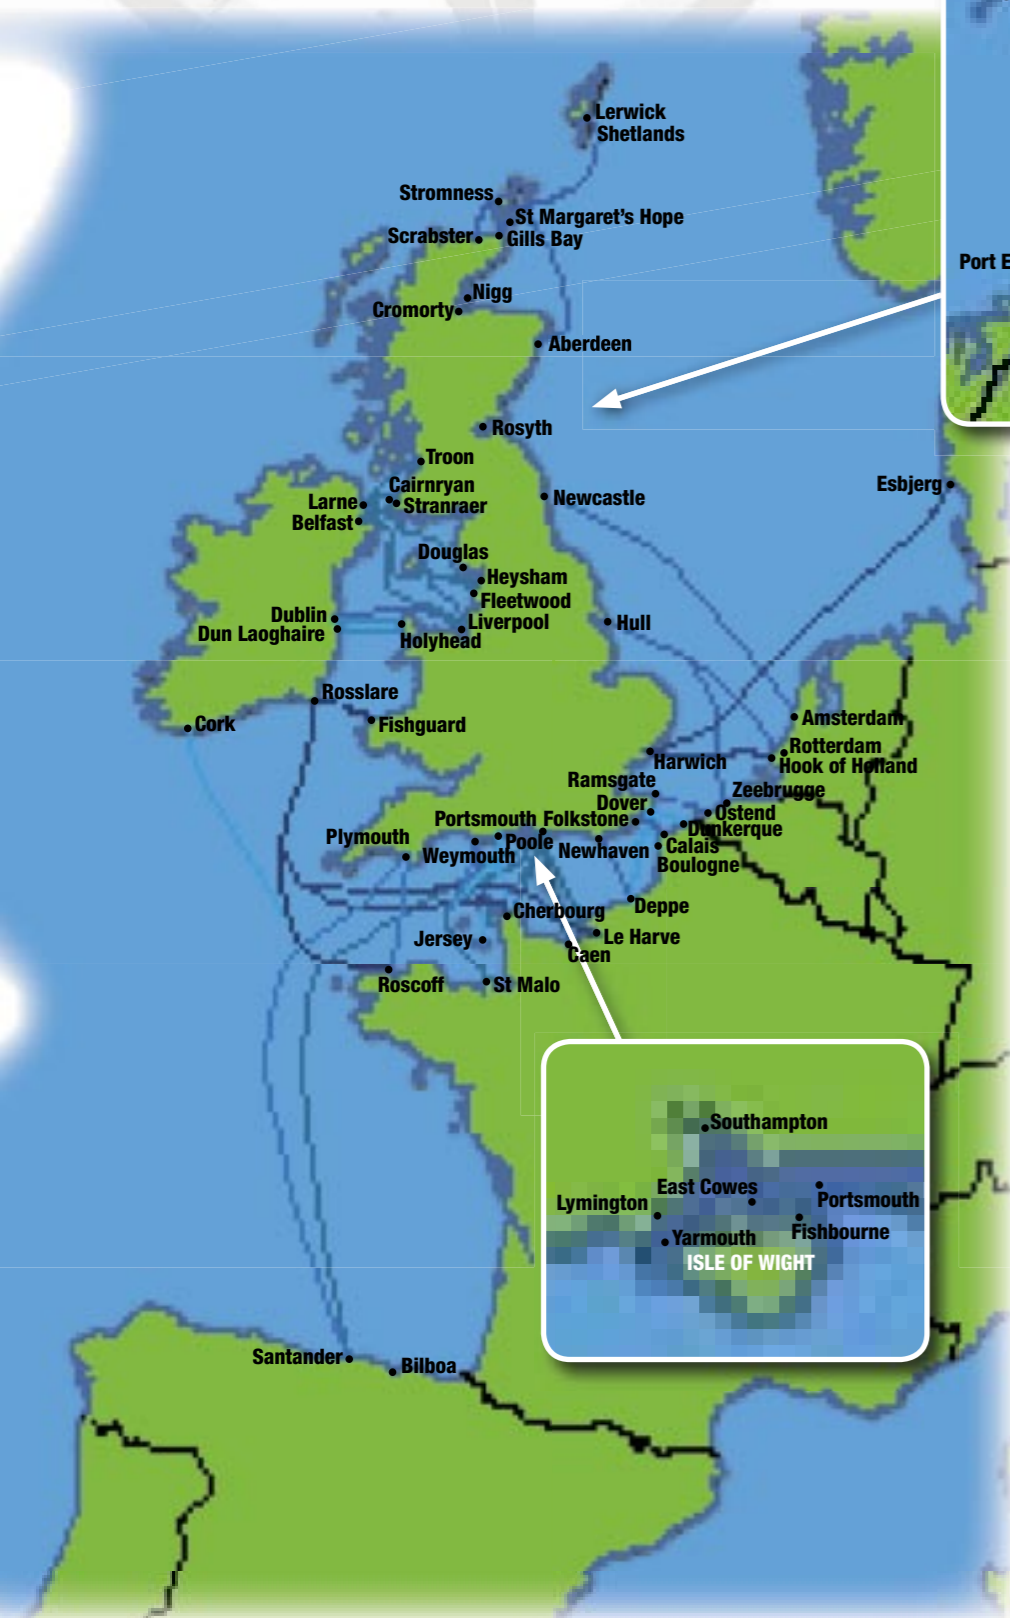 Lerwick
Shetlands
Stromness
St Margaret's Hope
Scrabster
Gills Bay
Port E
Nigg
Cromorty
Aberdeen
Rosyth
Troon
Cairnryan
Stranraer
Larne
Belfast
Newcastle
Esbjerg
Douglas
Heysham
Fleetwood
Liverpool
Holyhead
Dublin
Dun Laoghaire
Hull
Rosslare
Cork
Fishguard
Amsterdam
Rotterdam
Hook of Holland
Harwich
Ramsgate
Zeebrugge
Dover
Ostend
Portsmouth Folkstone
Dunkerque
Plymouth
Poole
Calais
Weymouth
Newhaven
Boulogne
Cherbourg
Deppe
Jersey
Le Harve
Caen
Roscoff
St Malo
Southampton
East Cowes
Lymington
Portsmouth
Yarmouth
Fishbourne
ISLE OF WIGHT
Santander
Bilboa